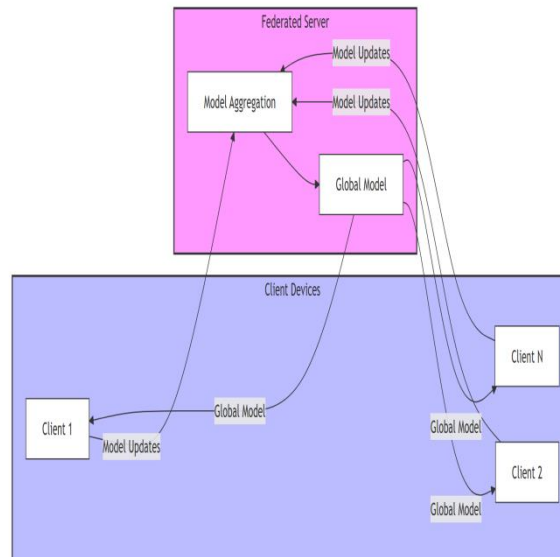 Federated Server
Model Updates
Model Aggregation
Model Updates
Global Model
Client Devices
Client N
Client 1
Global Model
Model Updates
Global Model
Client 2
Global Model